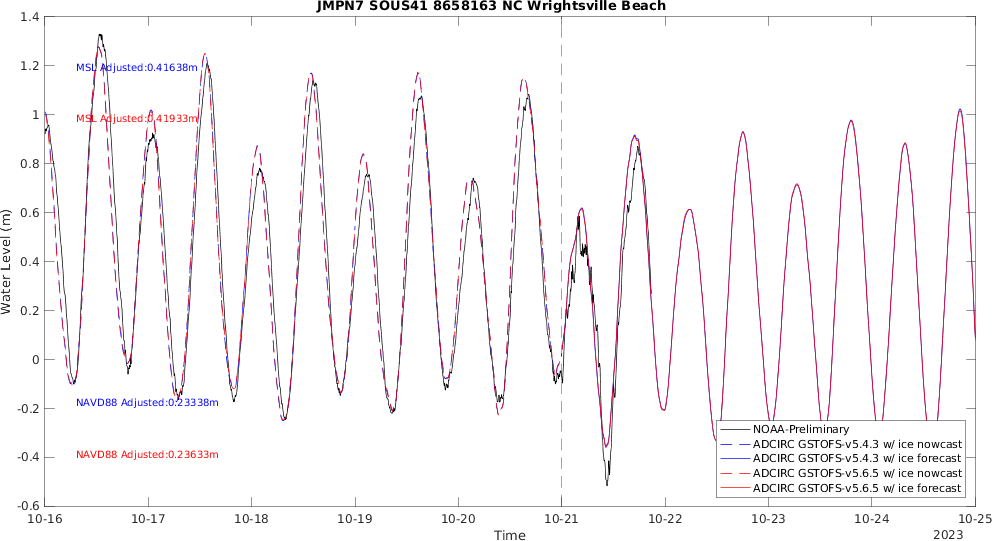 JMPN7 SOUS41 8658163 NC Wrightsville Beach
1.4
1.2
1
0.8
0.6
0.4
0.2
0
-0.2
-0.4
-0.6
Water Level (m)
MSL Adjusted:0.41638m
MSL Adjusted:0.41933m
NAVD88 Adjusted:0.23338m
NAVD88 Adjusted:0.23633m
NOAA-Preliminary
ADCIRC GSTOFS-v5.4.3 w/ ice nowcast
ADCIRC GSTOFS-v5.4.3 w/ ice forecast
ADCIRC GSTOFS-v5.6.5 w/ ice nowcast
ADCIRC GSTOFS-v5.6.5 w/ ice forecast
10-16 10-17 10-18 10-19 10-20 10-21 10-22 10-23 10-24 10-25
Time
2023